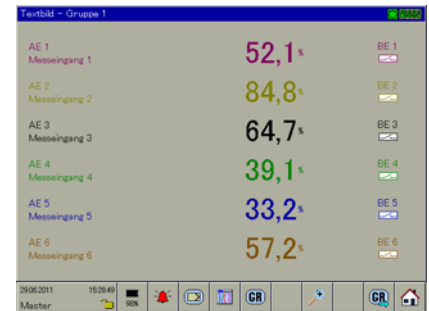 Textbild - Gruppe 1
AE 1 52,1 % BE 1
Messeingang 1
AE 2 84,8 % BE 2
Messeingang 2
AE 3 64,7 % BE 3
Messeingang 3
AE 4 39,1 % BE 4
Messeingang 4
AE 5 33,2 % BE 5
Messeingang 5
AE 6 57,2 % BE 6
Messeingang 6
29.06.2011 15:28:49
Master 98% GR GR